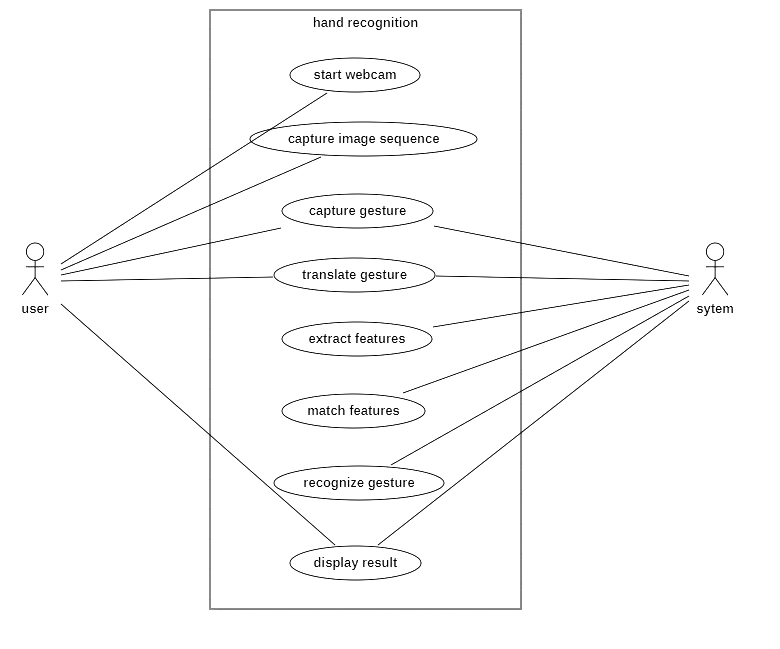 hand recognition
start webcam
capture image sequence
capture gesture
translate gesture
user
sytem
extract features
match features
recognize gesture
display result